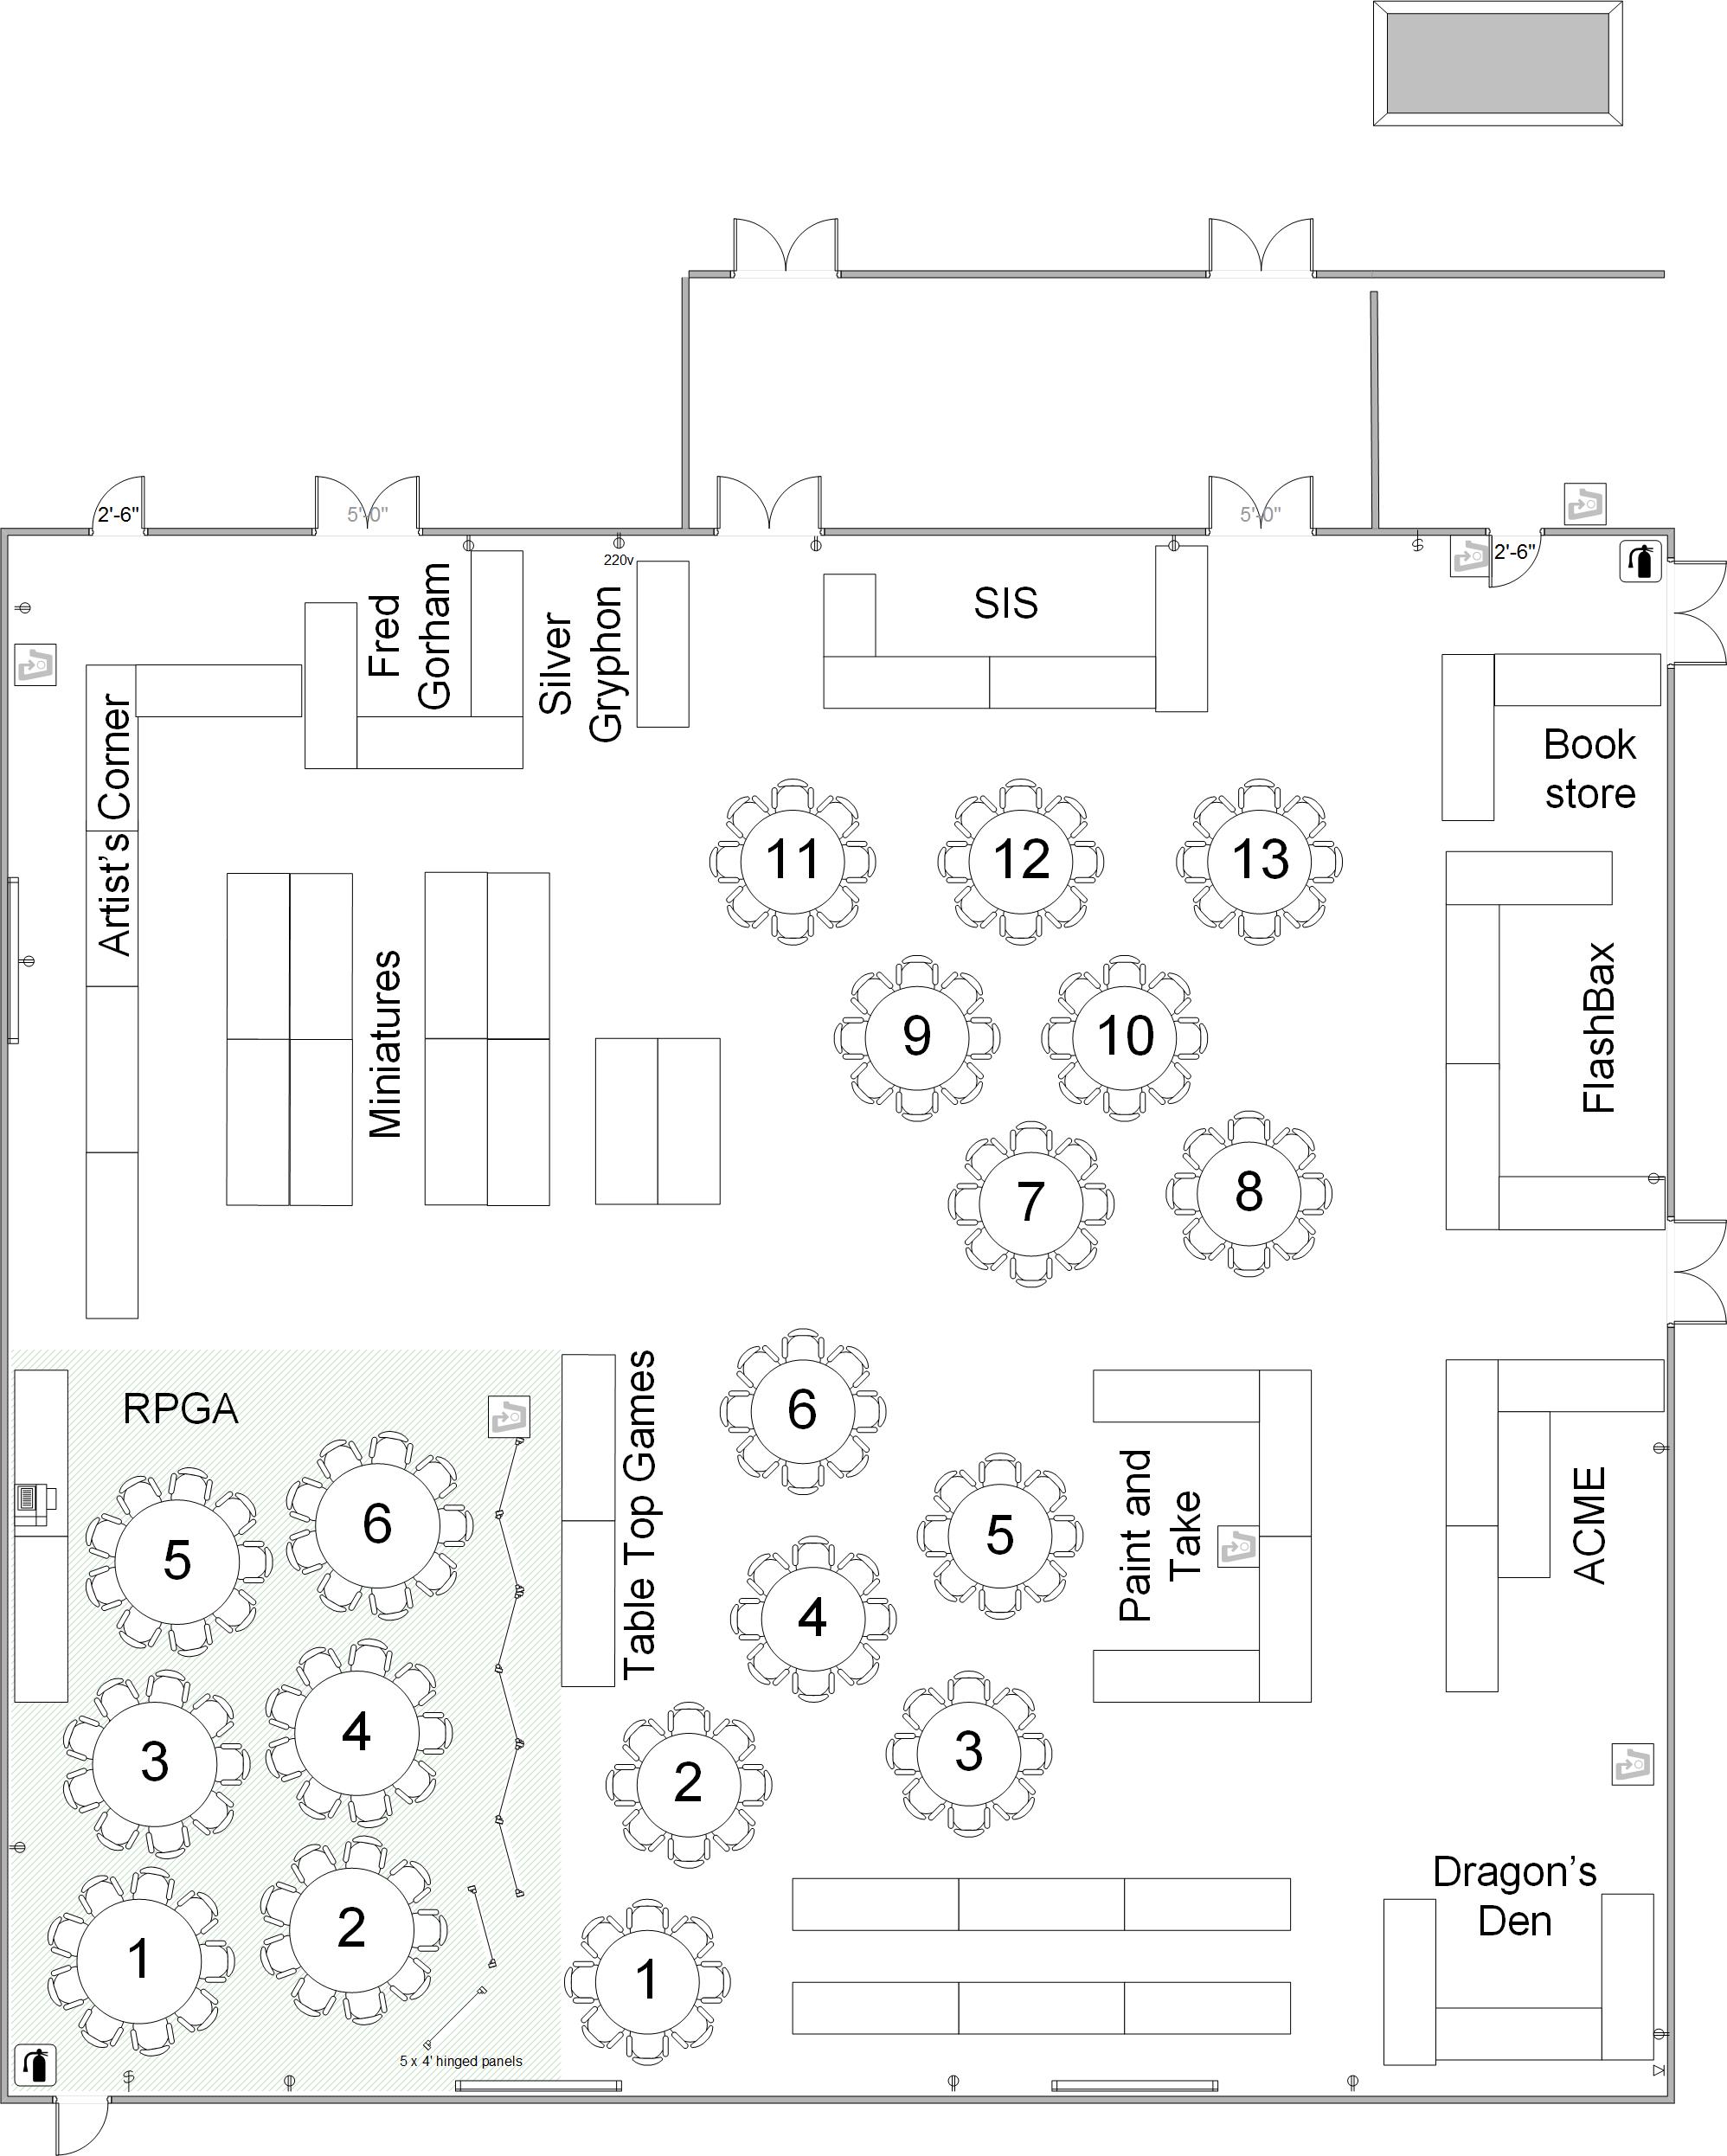 2'-6"
5'-0"
5'-0"
2'-6"
220v
Fred
Gorham
Silver
Gryphon
SIS
Book
store
Artist’s Corner
11
12
13
Miniatures
9
10
FlashBax
7
8
RPGA
Table Top Games
6
5
6
5
4
Paint and
Take
ACME
3
4
2
3
1
2
1
Dragon’s
Den
5 x 4' hinged panels